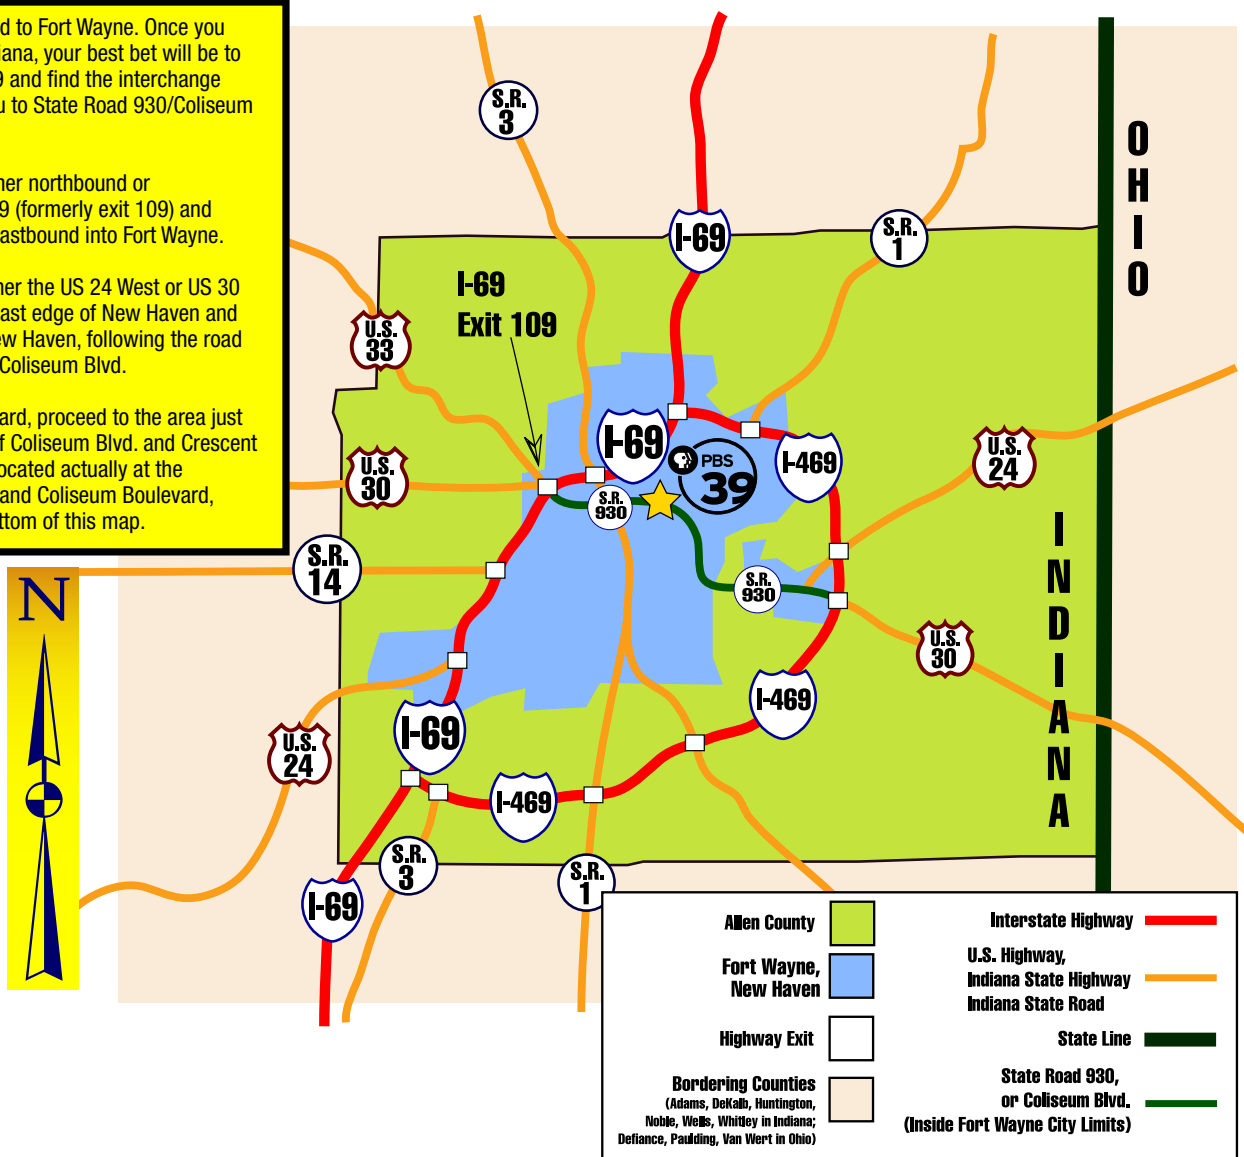 d to Fort Wayne. Once you
iana, your best bet will be to
9 and find the interchange
u to State Road 930/Coliseum
her northbound or
9 (formerly exit 109) and
astbound into Fort Wayne.
her the US 24 West or US 30
ast edge of New Haven and
ew Haven, following the road
Coliseum Blvd.
ard, proceed to the area just
f Coliseum Blvd. and Crescent
ocated actually at the
and Coliseum Boulevard,
ttom of this map.
N
S.R.
3
I-69
S.R.
1
OHIO
I-69
Exit 109
U.S.
33
I-69
PBS
39
I-469
U.S.
24
U.S.
30
S.R.
930
S.R.
14
S.R.
930
INDIANA
U.S.
30
I-469
I-69
U.S.
24
I-469
S.R.
3
S.R.
1
I-69
Allen County
Fort Wayne,
New Haven
Highway Exit
Bordering Counties
(Adams, DeKalb, Huntington,
Noble, Wells, Whitley in Indiana;
Defiance, Paulding, Van Wert in Ohio)
Interstate Highway
U.S. Highway,
Indiana State Highway
Indiana State Road
State Line
State Road 930,
or Coliseum Blvd.
(Inside Fort Wayne City Limits)